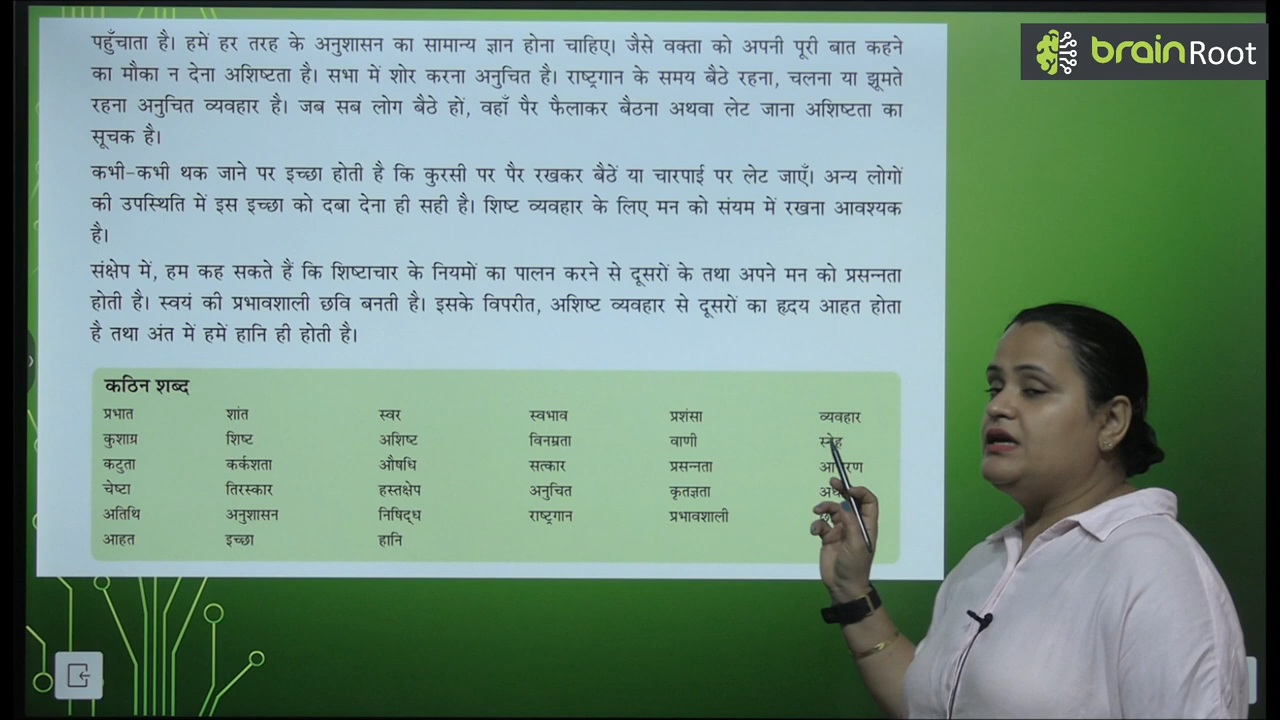 brainRoot
पहुँचाता है। हमें हर तरह के अनुशासन का सामान्य ज्ञान होना चाहिए। जैसे वक्ता को अपनी पूरी बात कहने
का मौका न देना अशिष्टता है। सभा में शोर करना अनुचित है। राष्ट्रगान के समय बैठे रहना, चलना या झूमते
रहना अनुचित व्यवहार है। जब सब लोग बैठे हों, वहाँ पैर फैलाकर बैठना अथवा लेट जाना अशिष्टता का
सूचक है।
कभी-कभी थक जाने पर इच्छा होती है कि कुरसी पर पैर रखकर बैठें या चारपाई पर लेट जाएँ। अन्य लोगों
की उपस्थिति में इस इच्छा को दबा देना ही सही है। शिष्ट व्यवहार के लिए मन को संयम में रखना आवश्यक
है।
संक्षेप में, हम कह सकते हैं कि शिष्टाचार के नियमों का पालन करने से दूसरों के तथा अपने मन को प्रसन्नता
होती है। स्वयं की प्रभावशाली छवि बनती है। इसके विपरीत, अशिष्ट व्यवहार से दूसरों का हृदय आहत होता
है तथा अंत में हमें हानि ही होती है।
कठिन शब्द
प्रभात शांत स्वर स्वभाव प्रशंसा व्यवहार
कुशाग्र शिष्ट अशिष्ट विनम्रता वाणी स्नेह
कटुता कर्कशता औषधि सत्कार प्रसन्नता
चेष्टा तिरस्कार हस्तक्षेप अनुचित कृतज्ञता
अतिथि अनुशासन निषिद्ध राष्ट्रगान प्रभावशाली
आहत इच्छा हानि